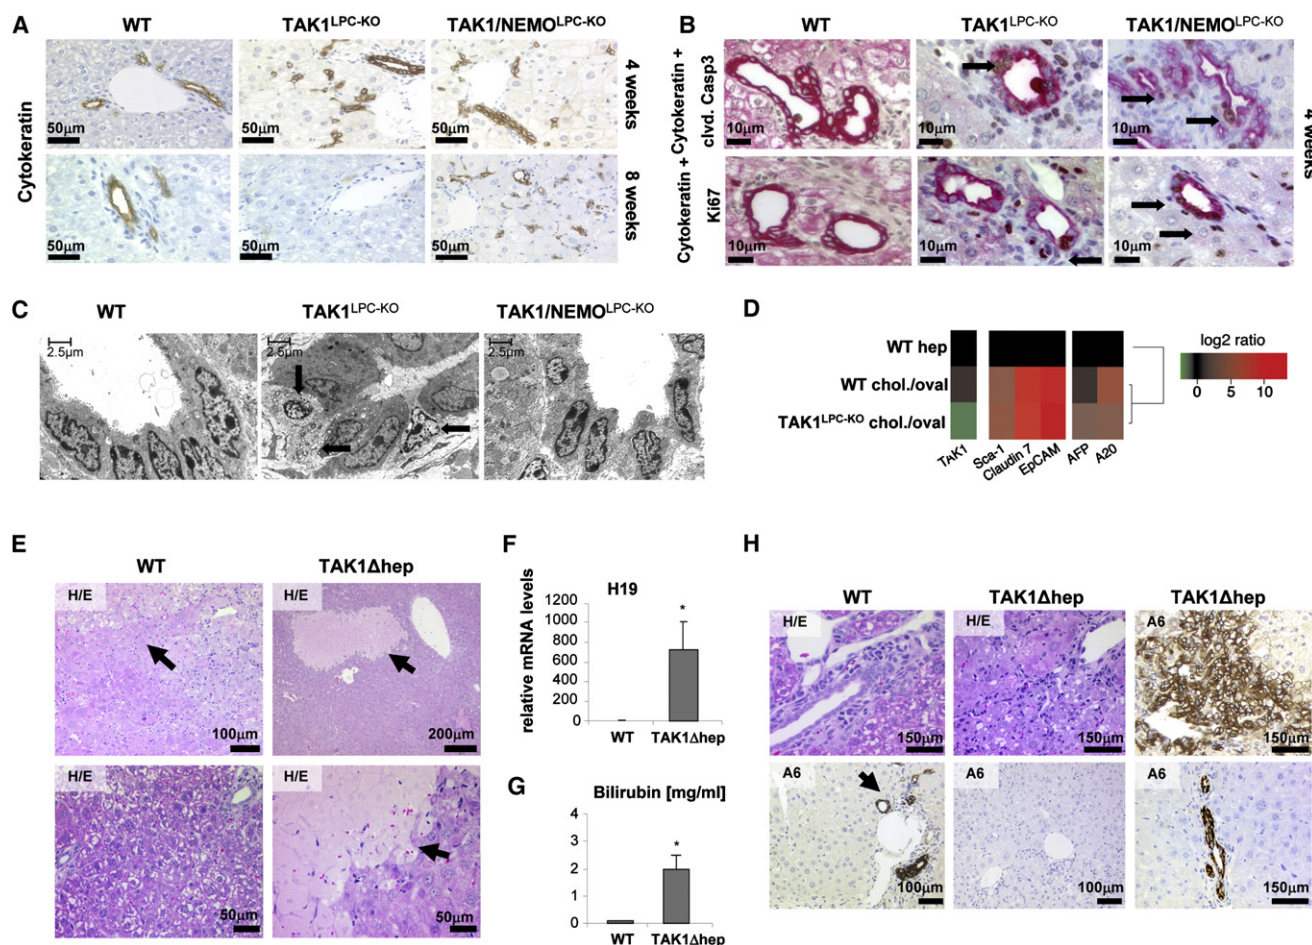 A
WT
TAK1LPC-KO
TAK1/NEMOLPC-KO
Cytokeratin
50μm
50μm
50μm
4 weeks
50μm
50μm
50μm
8 weeks
B
WT
TAK1LPC-KO
TAK1/NEMOLPC-KO
Cytokeratin + clvd. Casp3
10μm
10μm
10μm
Cytokeratin + Ki67
10μm
10μm
10μm
4 weeks
C
WT
TAK1LPC-KO
TAK1/NEMOLPC-KO
2.5μm
2.5μm
2.5μm
D
WT hep
WT chol./oval
TAK1LPC-KO chol./oval
TAK1
Sca-1
Claudin 7
EpCAM
AFP
A20
log2 ratio
0 5 10
E
WT
TAK1Δhep
H/E
100μm
H/E
200μm
H/E
50μm
H/E
50μm
F
H19
relative mRNA levels
1200
1000
800
600
400
200
0
*
WT TAK1Δhep
G
Bilirubin [mg/ml]
4
3
2
1
0
*
WT TAK1Δhep
H
WT
TAK1Δhep
TAK1Δhep
H/E
150μm
H/E
150μm
A6
150μm
A6
100μm
A6
100μm
A6
150μm